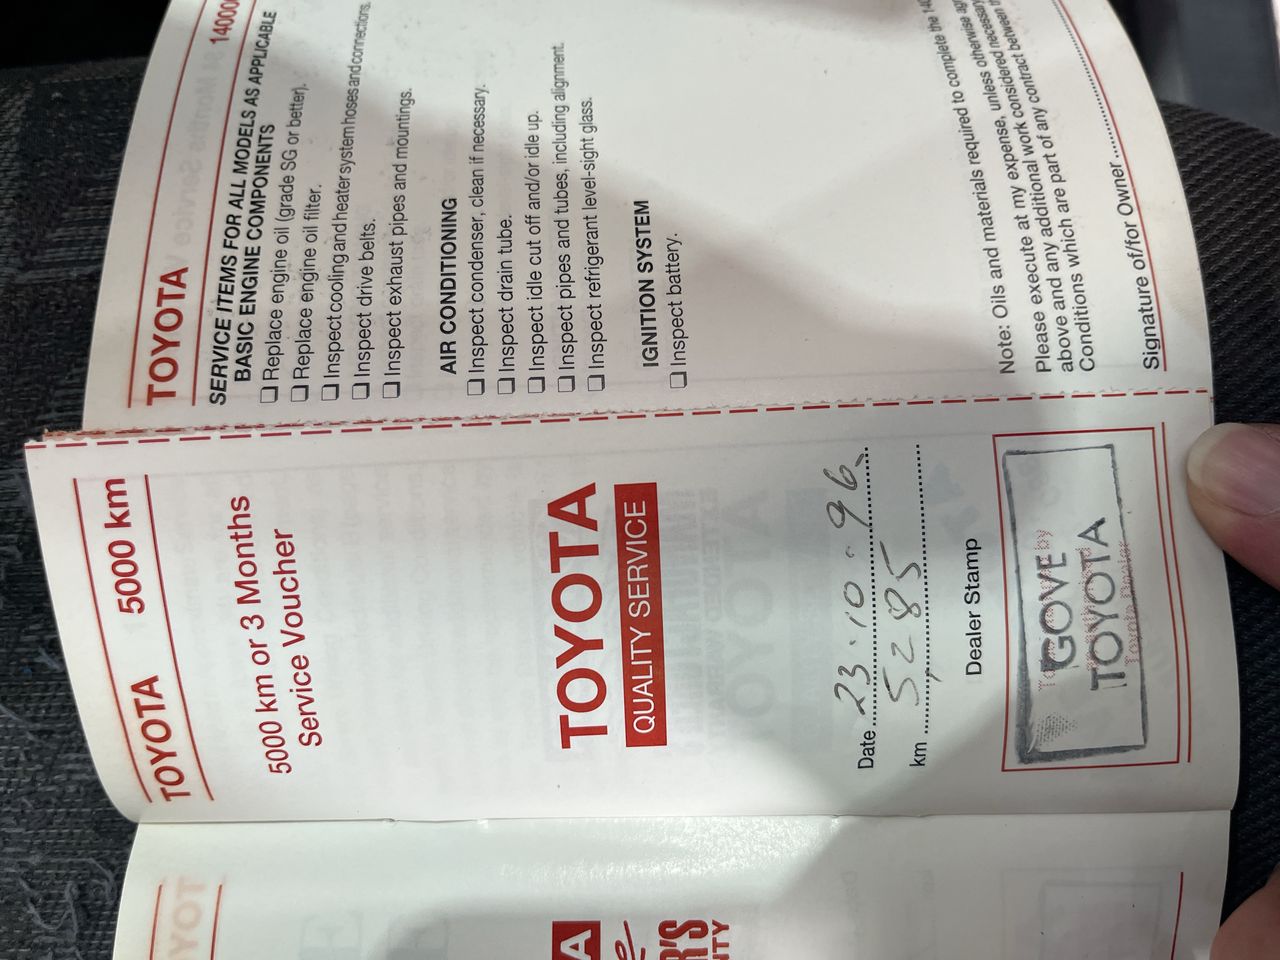 TOYOTA 5000 km
5000 km or 3 Months
Service Voucher
TOYOTA
QUALITY SERVICE
Date 23.10.96
km 5285
Dealer Stamp
GOVE
TOYOTA
Toyota Dealer
TOYOTA 14000
SERVICE ITEMS FOR ALL MODELS AS APPLICABLE
BASIC ENGINE COMPONENTS
❑ Replace engine oil (grade SG or better).
❑ Replace engine oil filter.
❑ Inspect cooling and heater system hoses and connections.
❑ Inspect drive belts.
❑ Inspect exhaust pipes and mountings.
AIR CONDITIONING
❑ Inspect condenser, clean if necessary.
❑ Inspect drain tube.
❑ Inspect idle cut off and/or idle up.
❑ Inspect pipes and tubes, including alignment.
❑ Inspect refrigerant level-sight glass.
IGNITION SYSTEM
❑ Inspect battery.
Note: Oils and materials required to complete the
Please execute at my expense, unless otherwise
above and any additional work considered necessary
Conditions which are part of any contract between
Signature of/for Owner